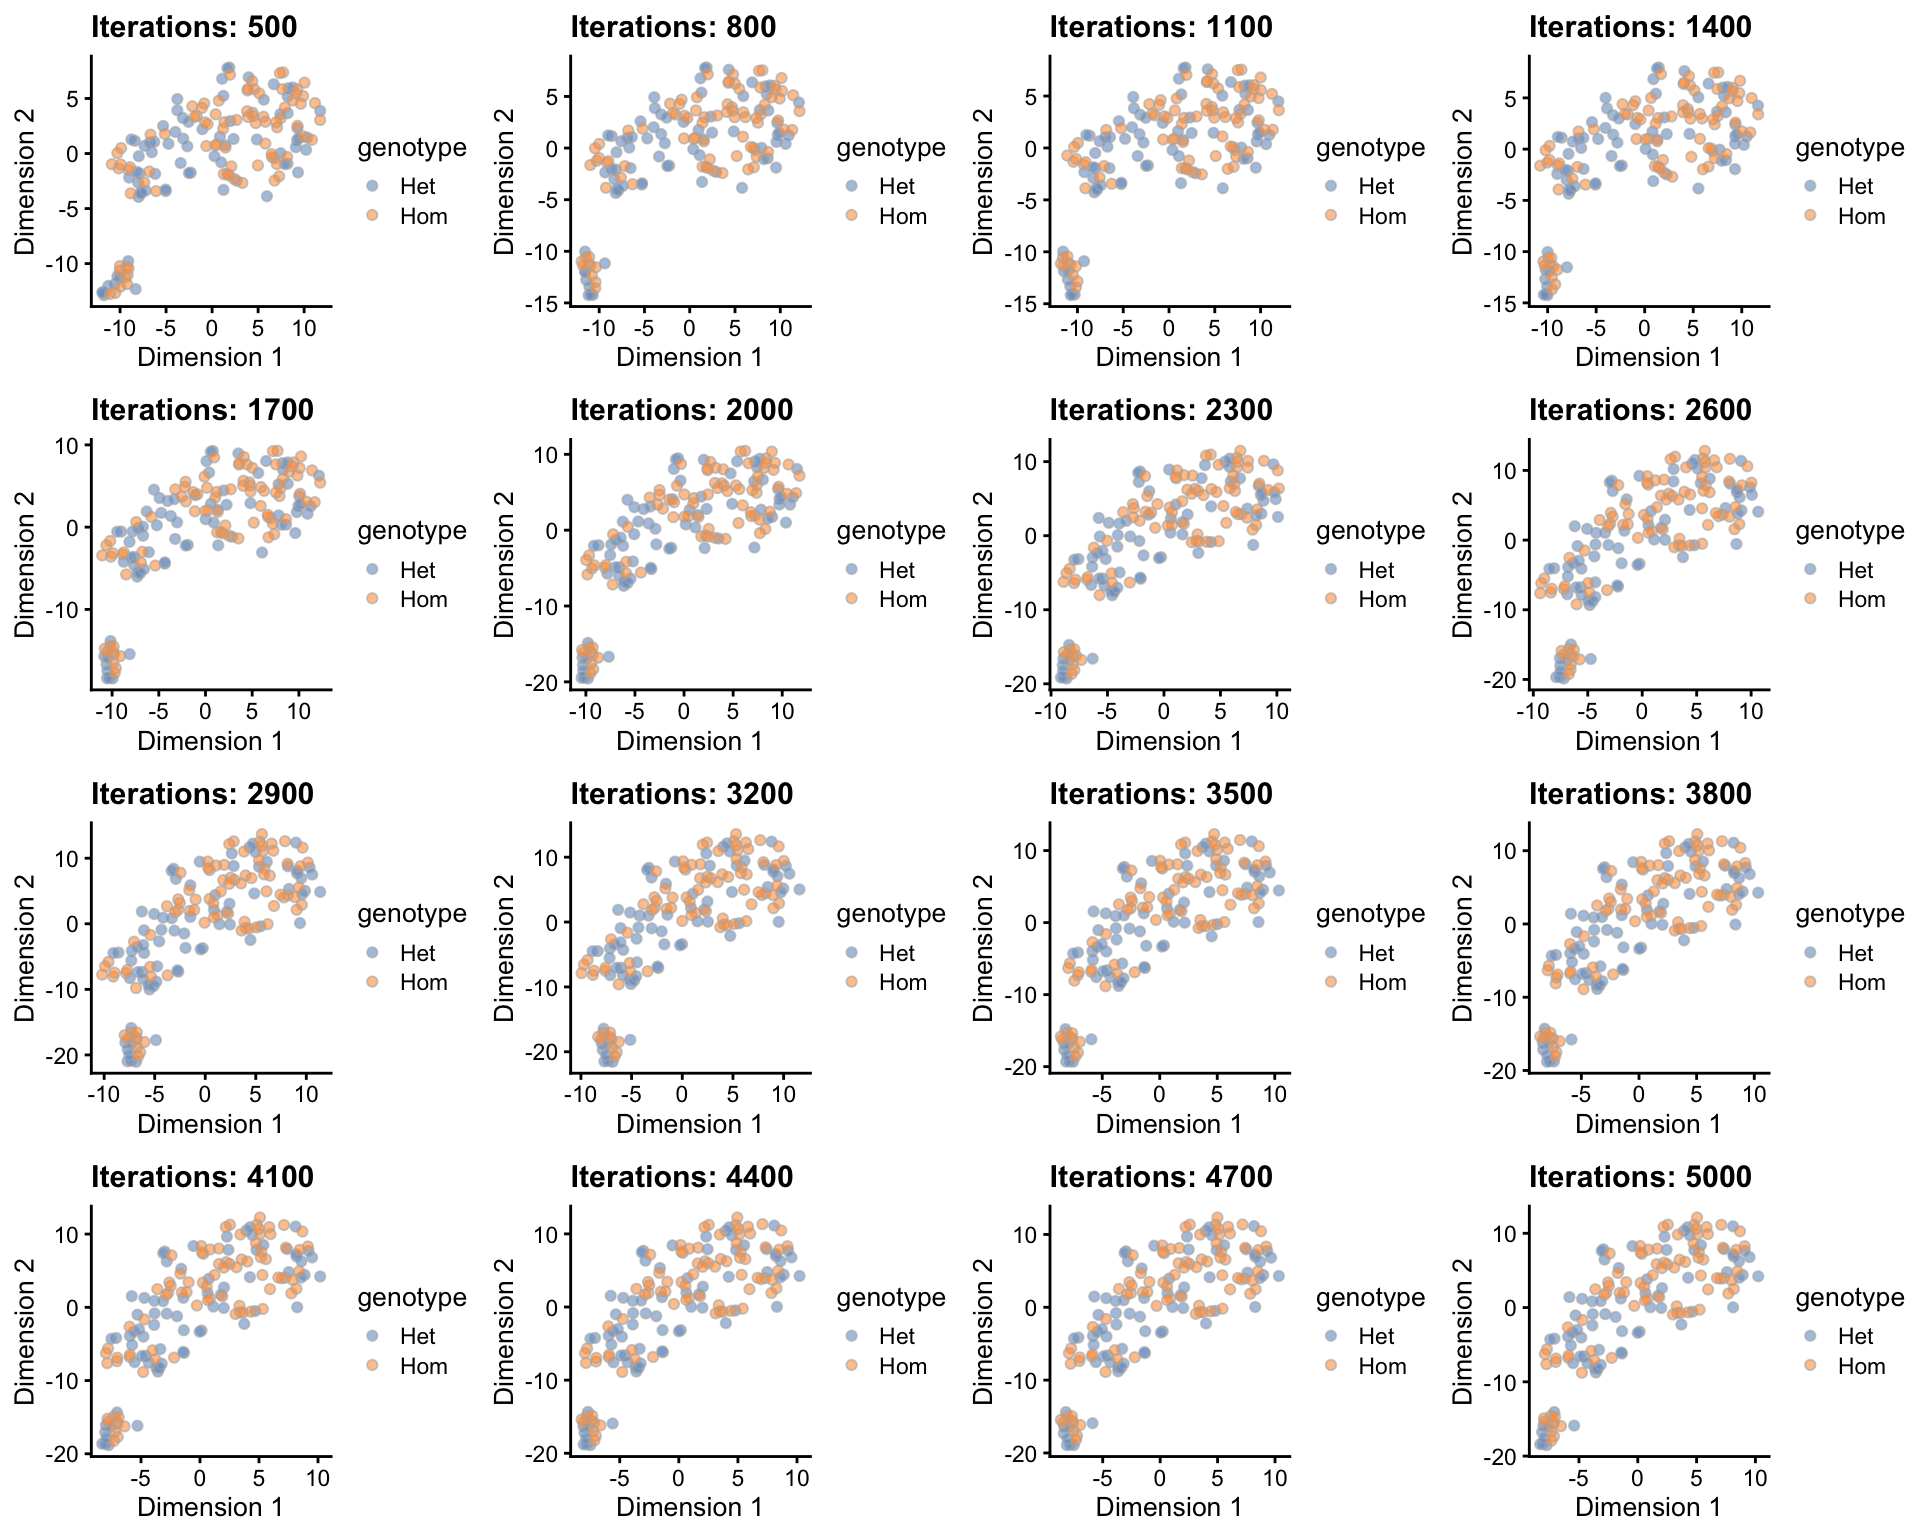 Iterations: 500
Dimension 2
5
0
-5
-10
-10 -5 0 5 10
Dimension 1
genotype
Het
Hom
Iterations: 800
Dimension 2
5
0
-5
-10
-15
-10 -5 0 5 10
Dimension 1
genotype
Het
Hom
Iterations: 1100
Dimension 2
5
0
-5
-10
-15
-10 -5 0 5 10
Dimension 1
genotype
Het
Hom
Iterations: 1400
Dimension 2
5
0
-5
-10
-15
-10 -5 0 5 10
Dimension 1
genotype
Het
Hom
Iterations: 1700
Dimension 2
10
0
-10
-10 -5 0 5 10
Dimension 1
genotype
Het
Hom
Iterations: 2000
Dimension 2
10
0
-10
-20
-10 -5 0 5 10
Dimension 1
genotype
Het
Hom
Iterations: 2300
Dimension 2
10
0
-10
-20
-10 -5 0 5 10
Dimension 1
genotype
Het
Hom
Iterations: 2600
Dimension 2
10
0
-10
-20
-10 -5 0 5 10
Dimension 1
genotype
Het
Hom
Iterations: 2900
Dimension 2
10
0
-10
-20
-10 -5 0 5 10
Dimension 1
genotype
Het
Hom
Iterations: 3200
Dimension 2
10
0
-10
-20
-10 -5 0 5 10
Dimension 1
genotype
Het
Hom
Iterations: 3500
Dimension 2
10
0
-10
-20
-5 0 5 10
Dimension 1
genotype
Het
Hom
Iterations: 3800
Dimension 2
10
0
-10
-20
-5 0 5 10
Dimension 1
genotype
Het
Hom
Iterations: 4100
Dimension 2
10
0
-10
-20
-5 0 5 10
Dimension 1
genotype
Het
Hom
Iterations: 4400
Dimension 2
10
0
-10
-20
-5 0 5 10
Dimension 1
genotype
Het
Hom
Iterations: 4700
Dimension 2
10
0
-10
-20
-5 0 5 10
Dimension 1
genotype
Het
Hom
Iterations: 5000
Dimension 2
10
0
-10
-20
-5 0 5 10
Dimension 1
genotype
Het
Hom